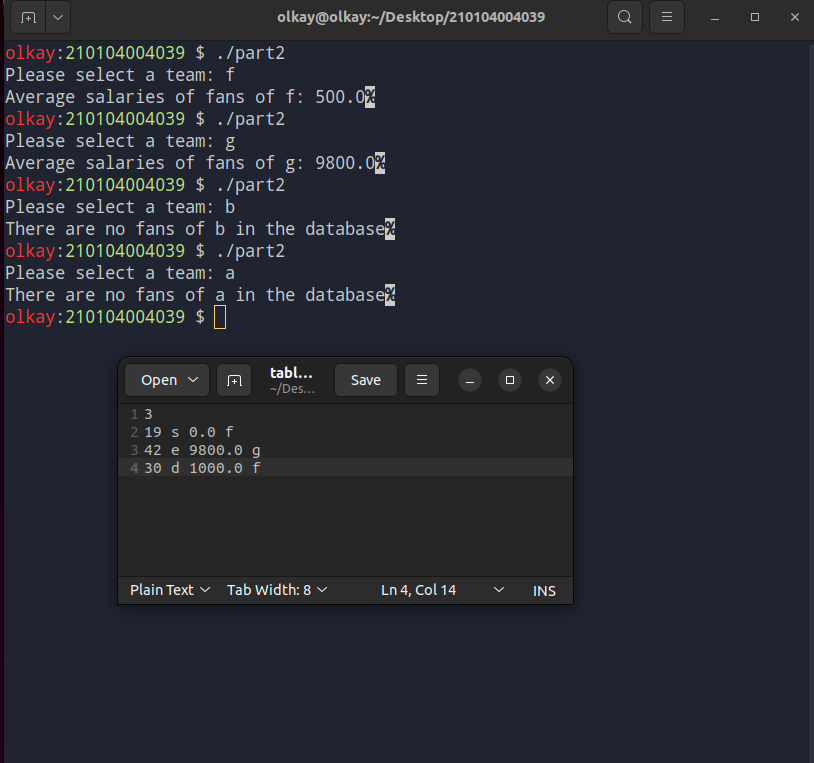 olkay@olkay:~/Desktop/210104004039
olkay:210104004039 $ ./part2
Please select a team: f
Average salaries of fans of f: 500.0%
olkay:210104004039 $ ./part2
Please select a team: g
Average salaries of fans of g: 9800.0%
olkay:210104004039 $ ./part2
Please select a team: b
There are no fans of b in the database%
olkay:210104004039 $ ./part2
Please select a team: a
There are no fans of a in the database%
olkay:210104004039 $
Open tabl... Save
~/Des...
1 3
2 19 s 0.0 f
3 42 e 9800.0 g
4 30 d 1000.0 f
Plain Text Tab Width: 8 Ln 4, Col 14 INS